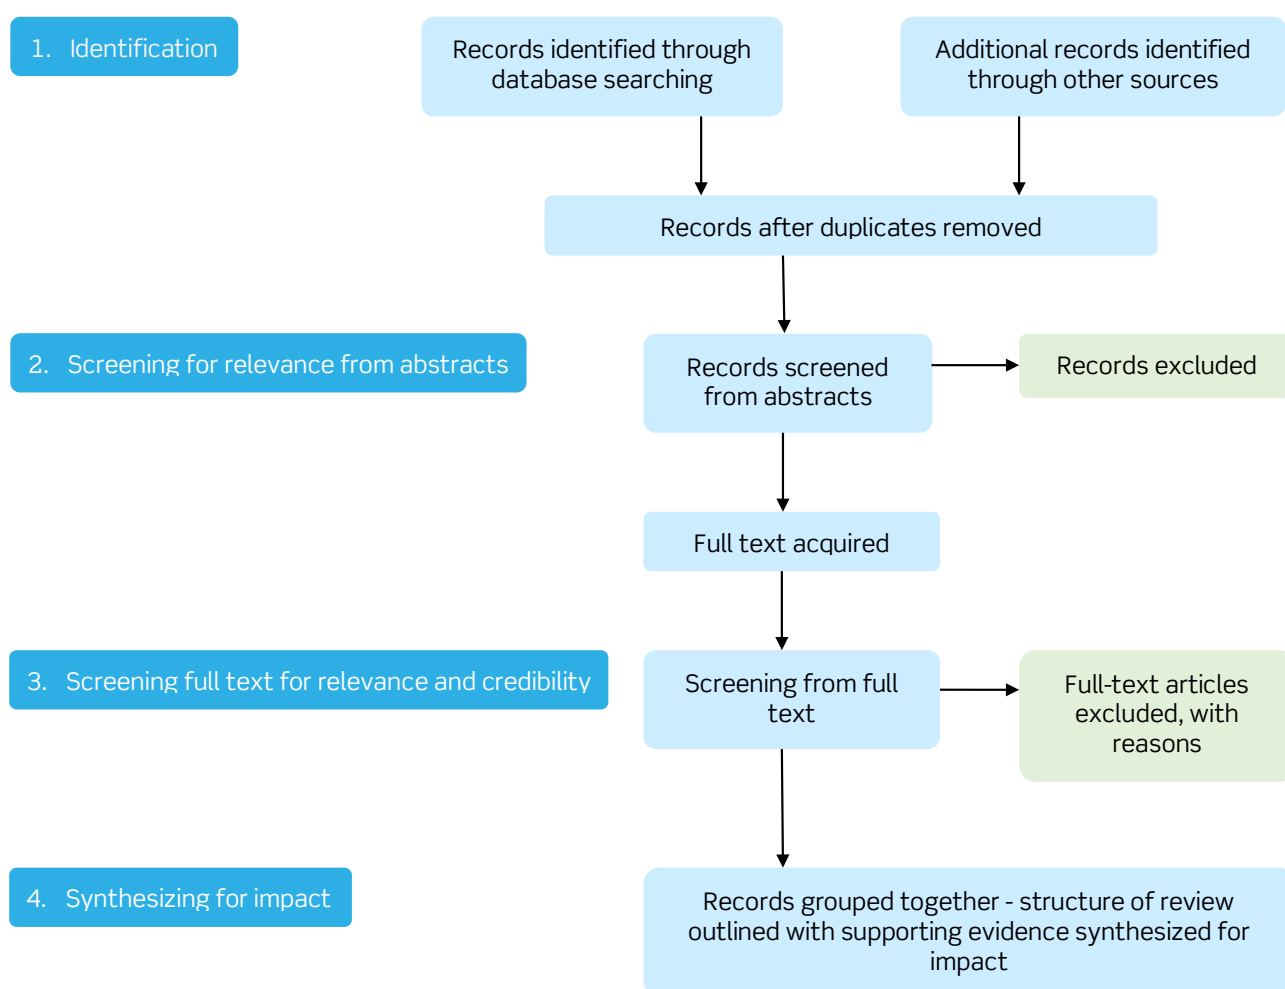 1. Identification
Records identified through
database searching
Additional records identified
through other sources
Records after duplicates removed
2. Screening for relevance from abstracts
Records screened
from abstracts
Records excluded
Full text acquired
3. Screening full text for relevance and credibility
Screening from full
text
Full-text articles
excluded, with
reasons
4. Synthesizing for impact
Records grouped together - structure of review
outlined with supporting evidence synthesized for
impact